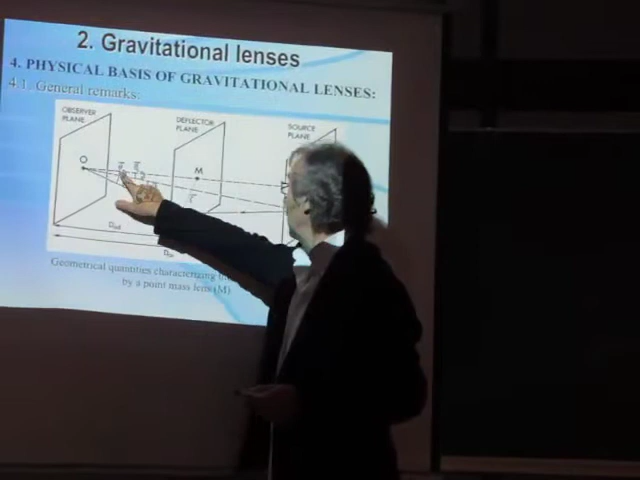 2. Gravitational lenses
4. PHYSICAL BASIS OF GRAVITATIONAL LENSES:
4.1. General remarks:
OBSERVER
PLANE
DEFLECTOR
PLANE
SOURCE
PLANE
O
M
Geometrical quantities characterizing
by a point mass lens (M)